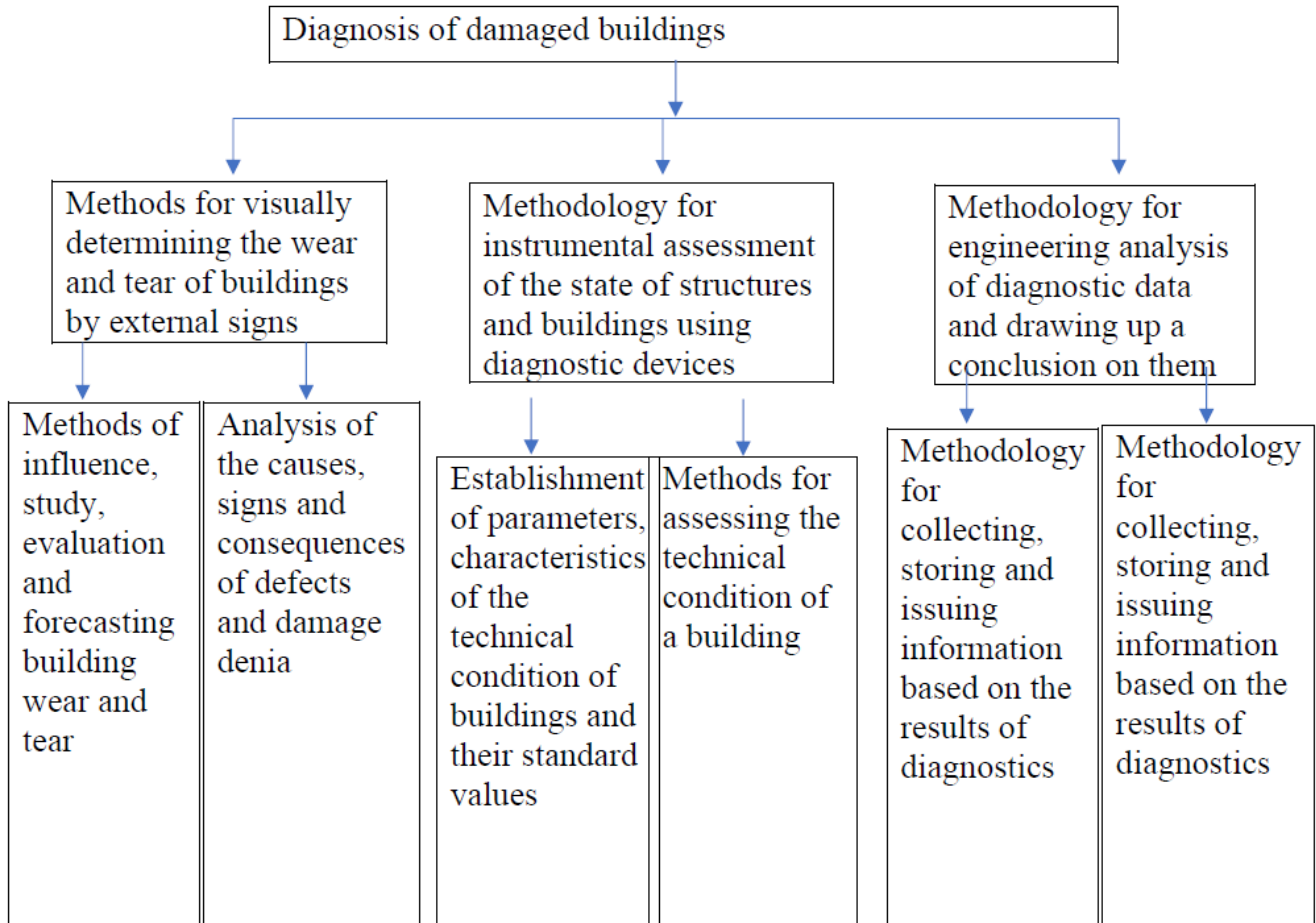 Diagnosis of damaged buildings
Methods for visually
determining the wear
and tear of buildings
by external signs
Methodology for
instrumental assessment
of the state of structures
and buildings using
diagnostic devices
Methodology for
engineering analysis
of diagnostic data
and drawing up a
conclusion on them
Methods of
influence,
study,
evaluation
and
forecasting
building
wear and
tear
Analysis of
the causes,
signs and
consequences
of defects
and damage
denia
Establishment
of parameters,
characteristics
of the
technical
condition of
buildings and
their standard
values
Methods for
assessing the
technical
condition of
a building
Methodology
for
collecting,
storing and
issuing
information
based on the
results of
diagnostics
Methodology
for
collecting,
storing and
issuing
information
based on the
results of
diagnostics